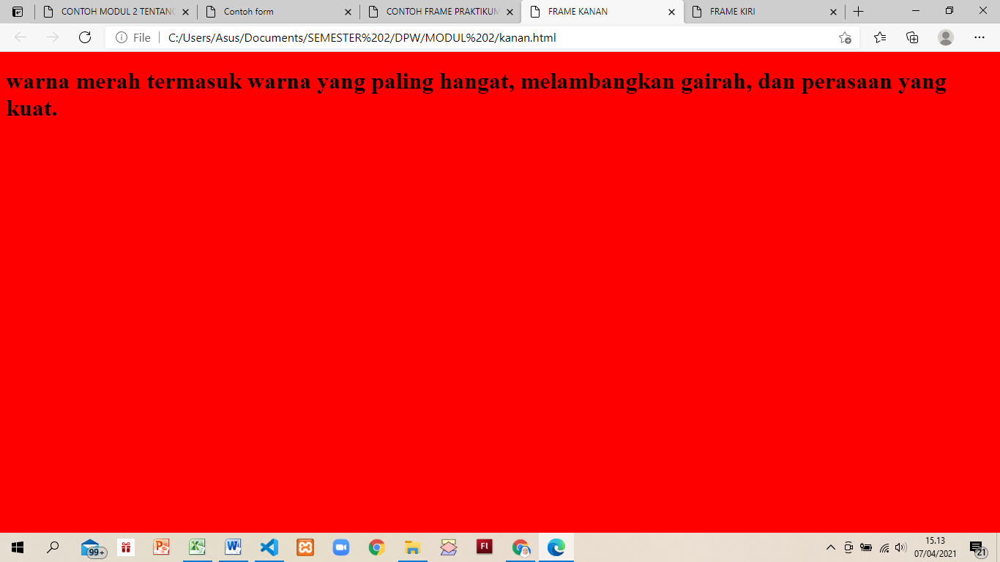 CONTOH MODUL 2 TENTANG
Contoh form
CONTOH FRAME PRAKTIKUM
FRAME KANAN
FRAME KIRI
File
C:/Users/Asus/Documents/SEMESTER%202/DPW/MODUL%202/kanan.html
warna merah termasuk warna yang paling hangat, melambangkan gairah, dan perasaan yang
kuat.
99+
Fl
15.13
07/04/2021
21